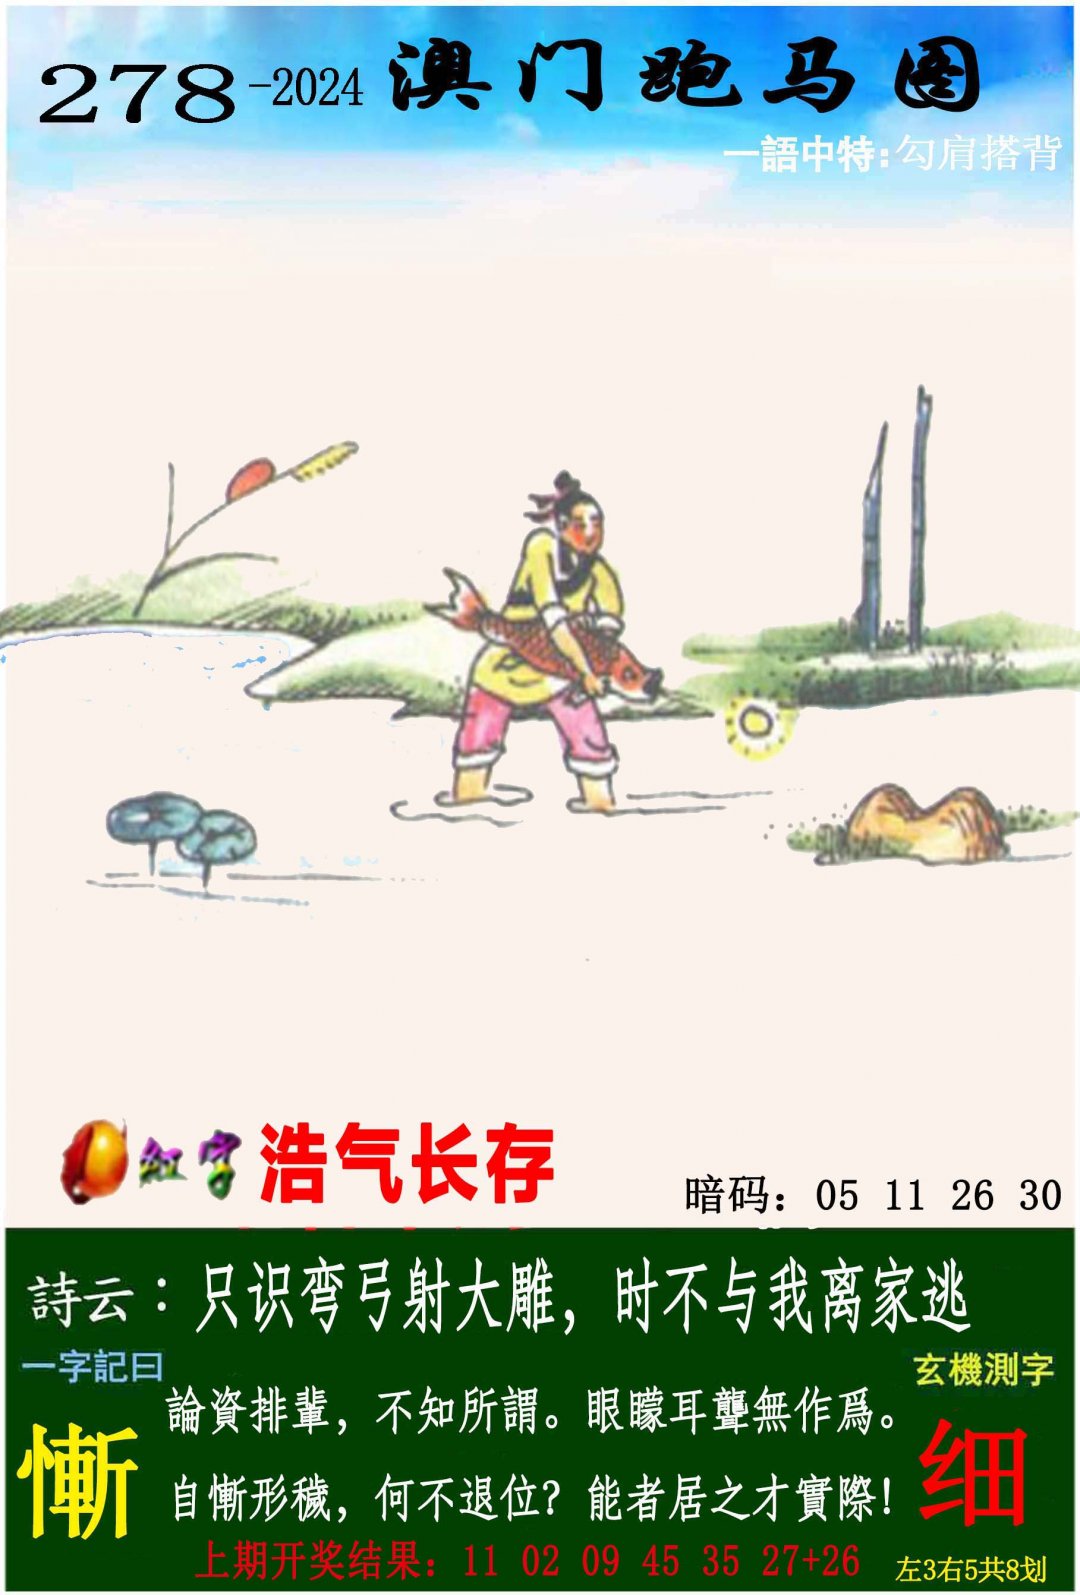 278-2024 澳门跑马图
一語中特:勾肩搭背
红字 浩气长存
暗码：05 11 26 30
詩云：只识弯弓射大雕，时不与我离家逃
一字記曰
玄機測字
慚
論資排輩，不知所謂。眼矇耳聾無作爲。
自慚形穢，何不退位？能者居之才實際！
细
上期开奖结果：11 02 09 45 35 27+26
左3右5共8划